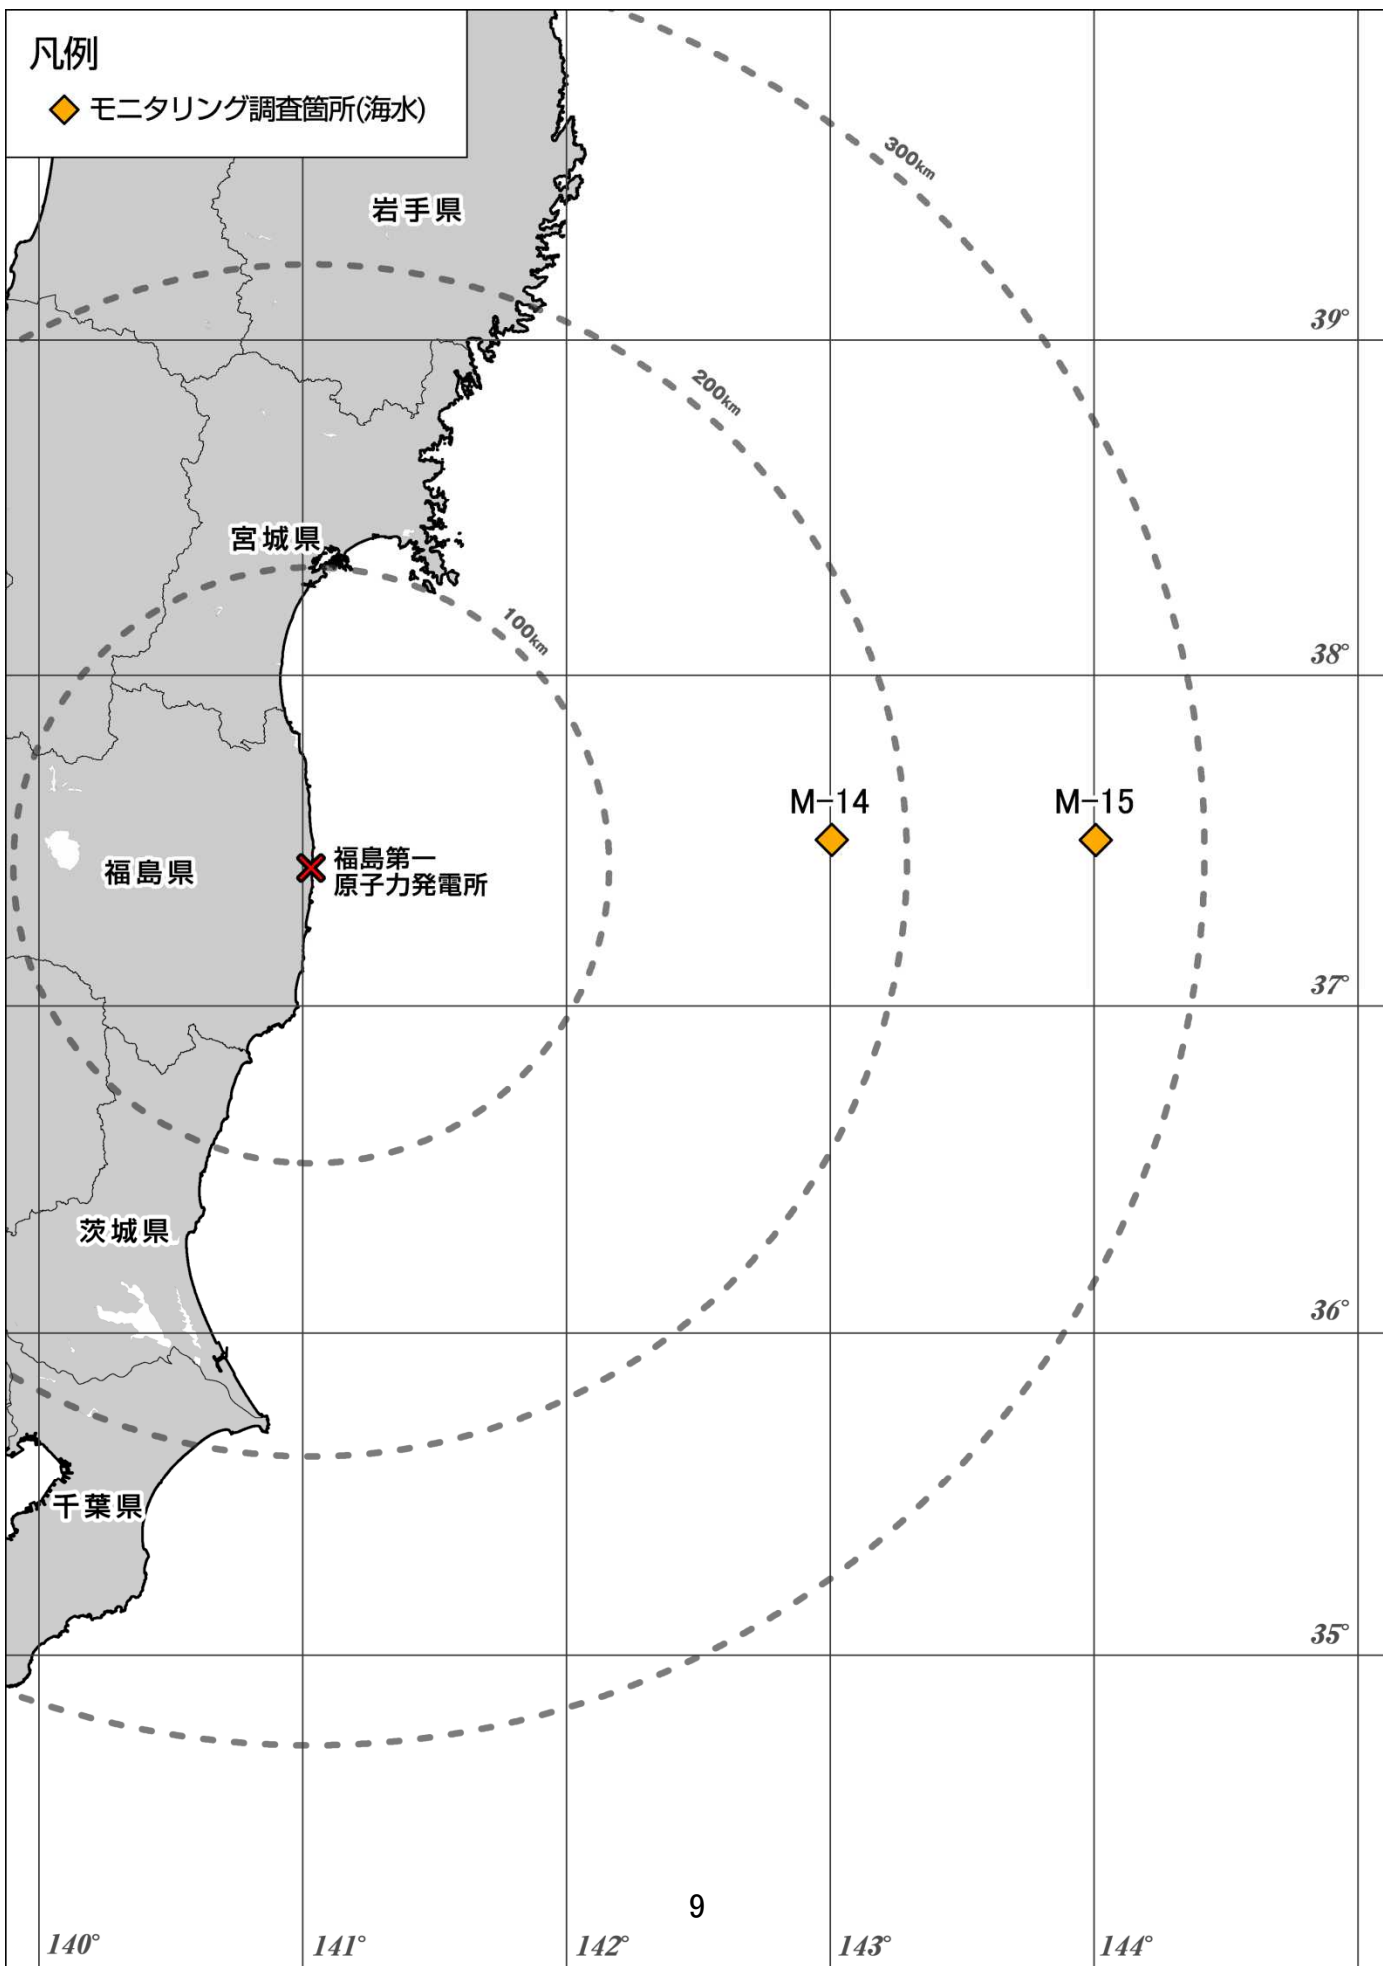 凡例
モニタリング調査箇所(海水)
300km
岩手県
39°
200km
宮城県
100km
38°
M-14
M-15
福島第一
原子力発電所
福島県
37°
茨城県
36°
千葉県
35°
9
140°
141°
142°
143°
144°